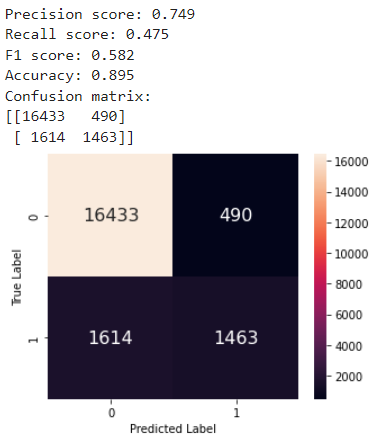 Precision score: 0.749
Recall score: 0.475
F1 score: 0.582
Accuracy: 0.895
Confusion matrix:
[[16433   490]
 [ 1614  1463]]
16433 490
1614 1463
0
1
True Label
0 1
Predicted Label
16000
14000
12000
10000
8000
6000
4000
2000